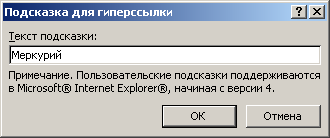 Подсказка для гиперссылки
Текст подсказки:
Меркурий
Примечание. Пользовательские подсказки поддерживаются
в Microsoft® Internet Explorer®, начиная с версии 4.
ОК
Отмена